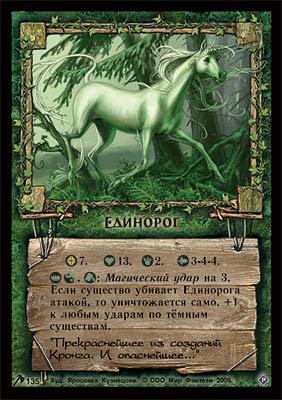 ЕДИНОРОГ
7. 13. 2. 3-4-4.
Магический удар на 3.
Если существо убивает Единорога
атакой, то уничтожается само. +1
к любым ударам по тёмным
существам.
"Прекраснейшее из созданий
Кронга. И опаснейшее..."
135 Худ. Ярослава Кузнецова. © ООО Мир Фэнтези 2005.